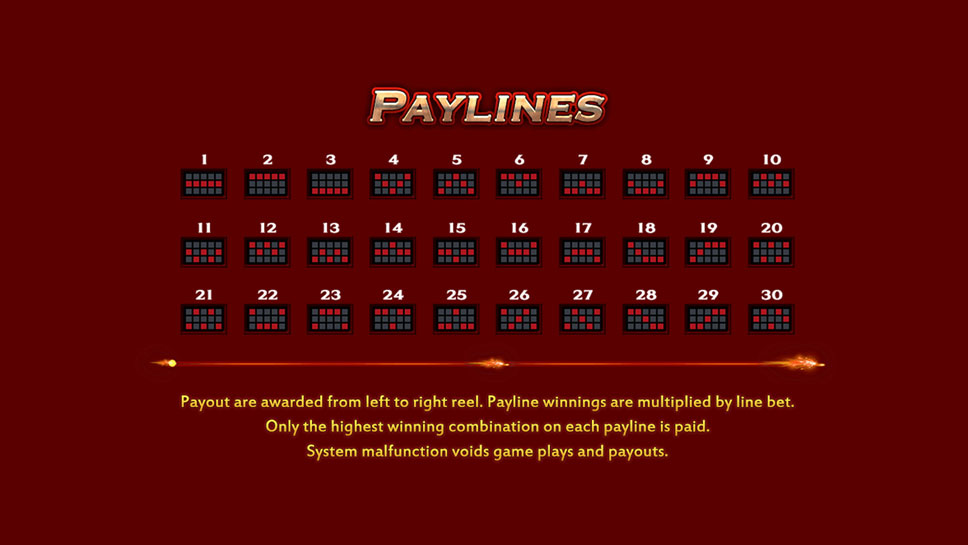 PAYLINES
1 2 3 4 5 6 7 8 9 10
11 12 13 14 15 16 17 18 19 20
21 22 23 24 25 26 27 28 29 30
Payout are awarded from left to right reel. Payline winnings are multiplied by line bet.
Only the highest winning combination on each payline is paid.
System malfunction voids game plays and payouts.